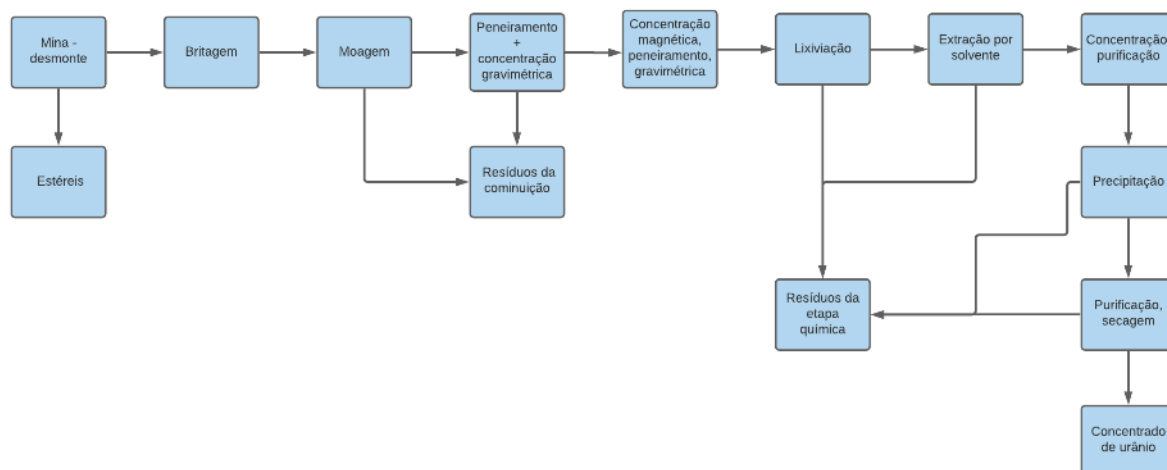 Mina -
desmonte
Britagem
Moagem
Peneiramento
+
concentração
gravimétrica
Concentração
magnética,
peneiramento,
gravimétrica
Lixiviação
Extração por
solvente
Concentração,
purificação
Estéreis
Resíduos da
cominuição
Precipitação
Resíduos da
etapa
química
Purificação,
secagem
Concentrado
de urânio